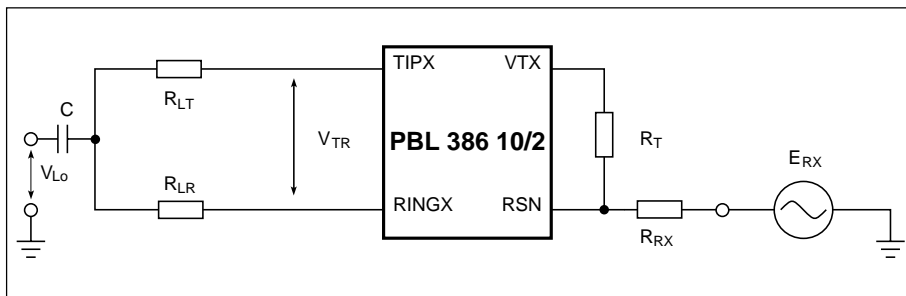 TIPX
VTX
R_LT
C
V_TR
PBL 386 10/2
R_T
E_RX
V_Lo
R_LR
RINGX
RSN
R_RX